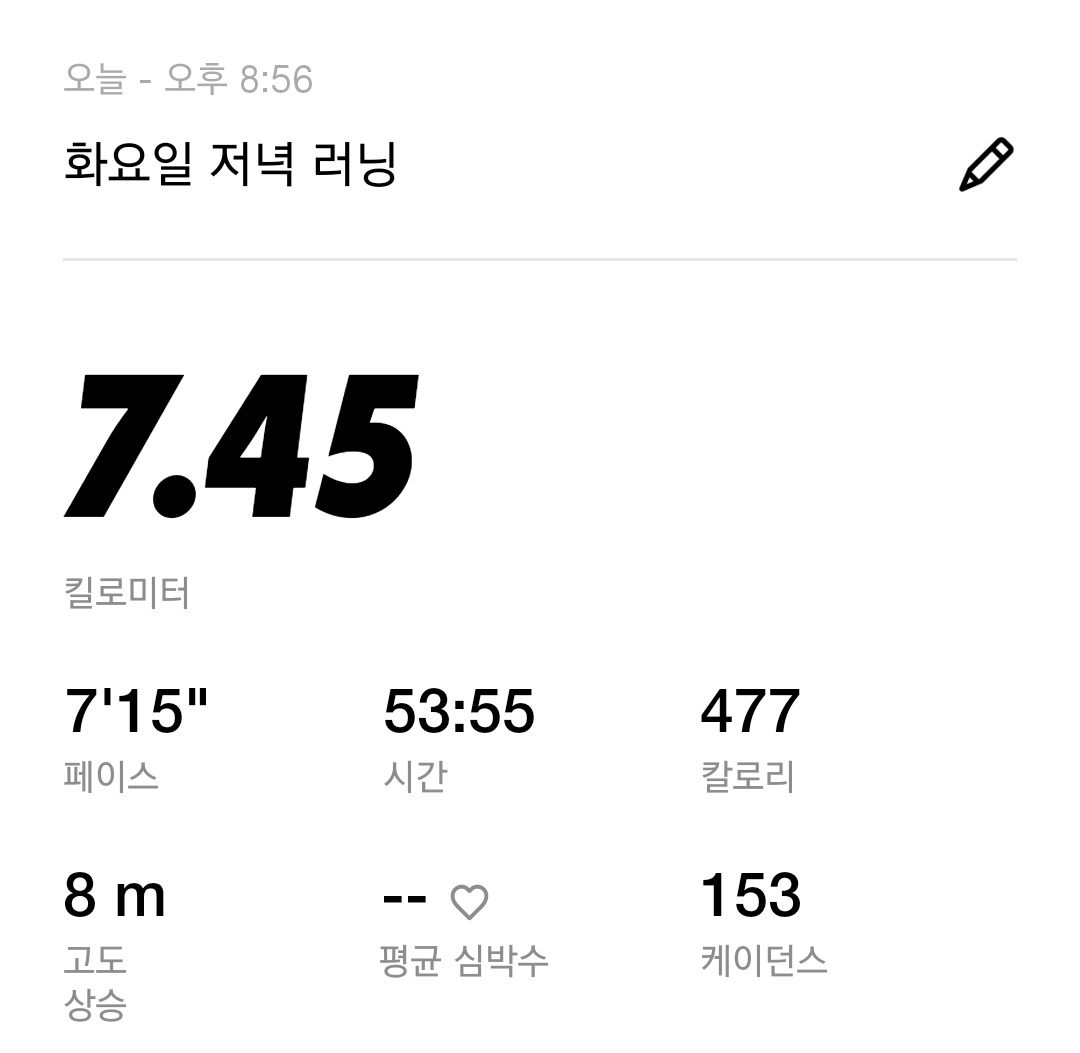 오늘 - 오후 8:56
화요일 저녁 러닝
7.45
킬로미터
7'15" 53:55 477
페이스 시간 칼로리
8 m -- 153
고도 평균 심박수 케이던스
상승